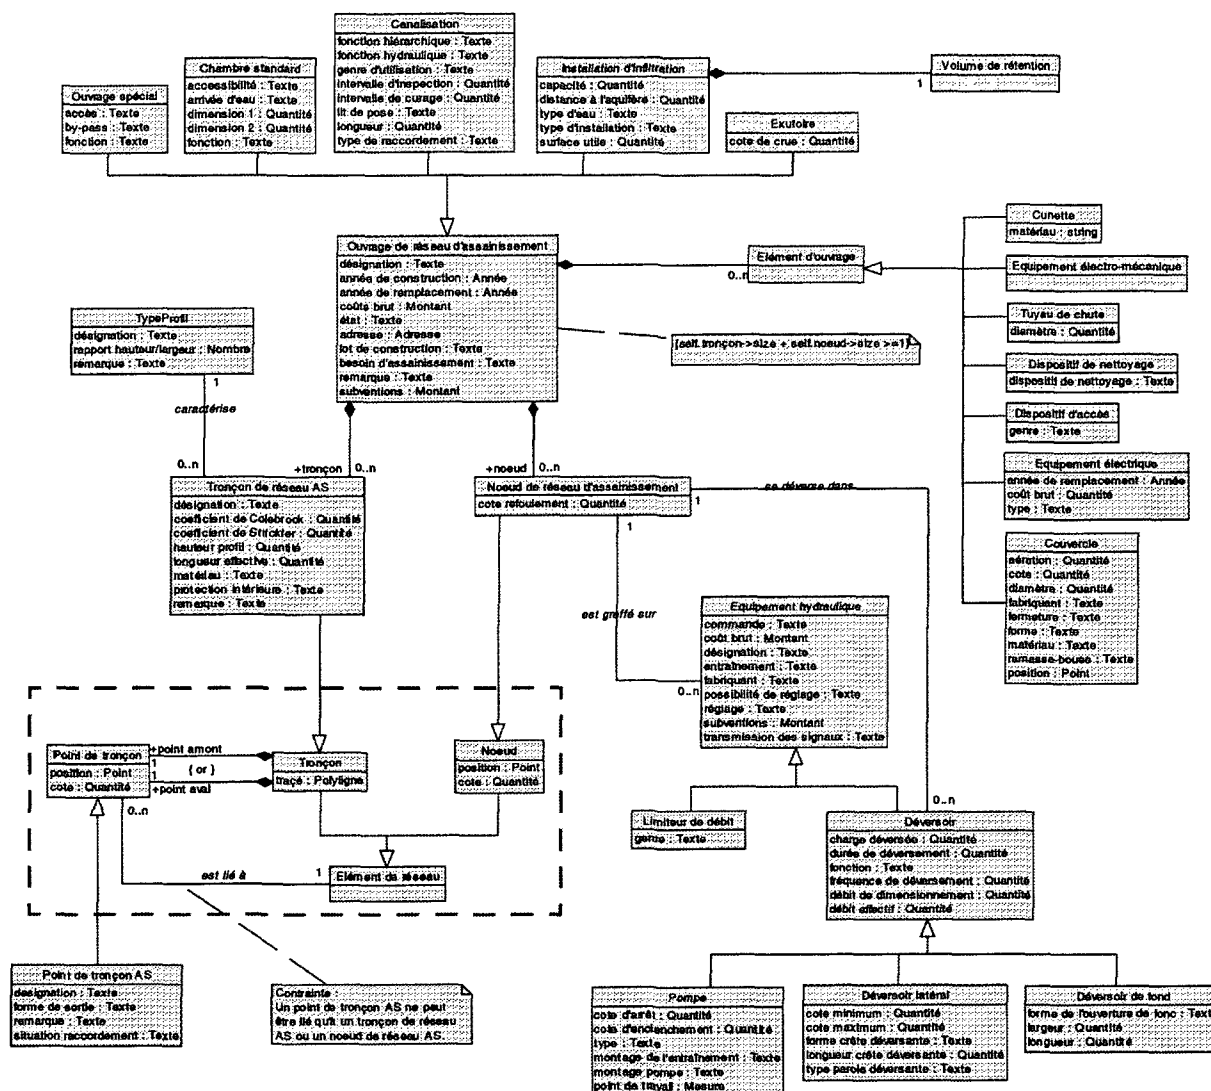 Canalisation
fonction hiérarchique : Texte
fonction hydraulique : Texte
genre d'utilisation : Texte
intervalle d'inspection : Quantité
intervalle de curage : Quantité
lit de pose : Texte
longueur : Quantité
type de raccordement : Texte
Chambre standard
accessibilité : Texte
arrivée d'eau : Texte
dimension 1 : Quantité
dimension 2 : Quantité
fonction : Texte
Ouvrage spécial
accès : Texte
by-pass : Texte
fonction : Texte
Installation d'infiltration
capacité : Quantité
distance à l'aquifère : Quantité
type d'eau : Texte
type d'installation : Texte
surface utile : Quantité
1
Volume de rétention
Exutoire
cote de crue : Quantité
Ouvrage de réseau d'assainissement
désignation : Texte
année de construction : Année
année de remplacement : Année
coûts brut : Montant
état : Texte
adresse : Adresse
lot de construction : Texte
besoin d'assainissement : Texte
remarque : Texte
subventions : Montant
0..n
Elément d'ouvrage
{self.tronçon->size + self.noeud->size >=1}
Cunette
matériau : string
Equipement électro-mécanique
Tuyau de chute
diamètre : Quantité
Dispositif de nettoyage
dispositif de nettoyage : Texte
Dispositif d'accès
genre : Texte
Equipement électrique
année de remplacement : Année
coût brut : Quantité
type : Texte
Couvercle
aération : Quantité
cote : Quantité
diamètre : Quantité
fabriquant : Texte
fermeture : Texte
forme : Texte
matériau : Texte
ramasse-boues : Texte
position : Point
TypeProfil
désignation : Texte
rapport hauteur/largeur : Nombre
remarque : Texte
1
caractérise
0..n
+tronçon
0..n
+noeud
0..n
Tronçon de réseau AS
désignation : Texte
coefficient de Colebrock : Quantité
coefficient de Strickler : Quantité
hauteur profil : Quantité
longueur effective : Quantité
matériau : Texte
protection intérieure : Texte
remarque : Texte
Noeud de réseau d'assainissement
cote refoulement : Quantité
1
se déverse dans
1
est greffé sur
0..n
Equipement hydraulique
commande : Texte
coût brut : Montant
désignation : Texte
entraînement : Texte
fabriquant : Texte
possibilité de réglage : Texte
réglage : Texte
subventions : Montant
transmission des signaux : Texte
Point de tronçon
position : Point
cote : Quantité
+point amont
1
{ or }
1
+point aval
0..n
Tronçon
tracé : Polyligne
Noeud
position : Point
cote : Quantité
est lié à
1
Elément de réseau
Limiteur de débit
genre : Texte
0..n
Déversoir
charge déversée : Quantité
durée de déversement : Quantité
fonction : Texte
fréquence de déversement : Quantité
débit de dimensionnement : Quantité
débit effectif : Quantité
Point de tronçon AS
designation : Texte
forme de sortie : Texte
remarque : Texte
situation raccordement : Texte
Contrainte :
Un point de tronçon AS ne peut
être lié qu'à un tronçon de réseau
AS ou un noeud de réseau AS.
Pompe
cote d'arrêt : Quantité
cote d'enclenchement : Quantité
type : Texte
montage de l'entraînement : Texte
montage pompe : Texte
point de travail : Mesure
Déversoir latéral
cote minimum : Quantité
cote maximum : Quantité
forme crête déversante : Texte
longueur crête déversante : Quantité
type parois déversante : Texte
Déversoir de fond
forme de l'ouverture de fond : Text
largeur : Quantité
longueur : Quantité